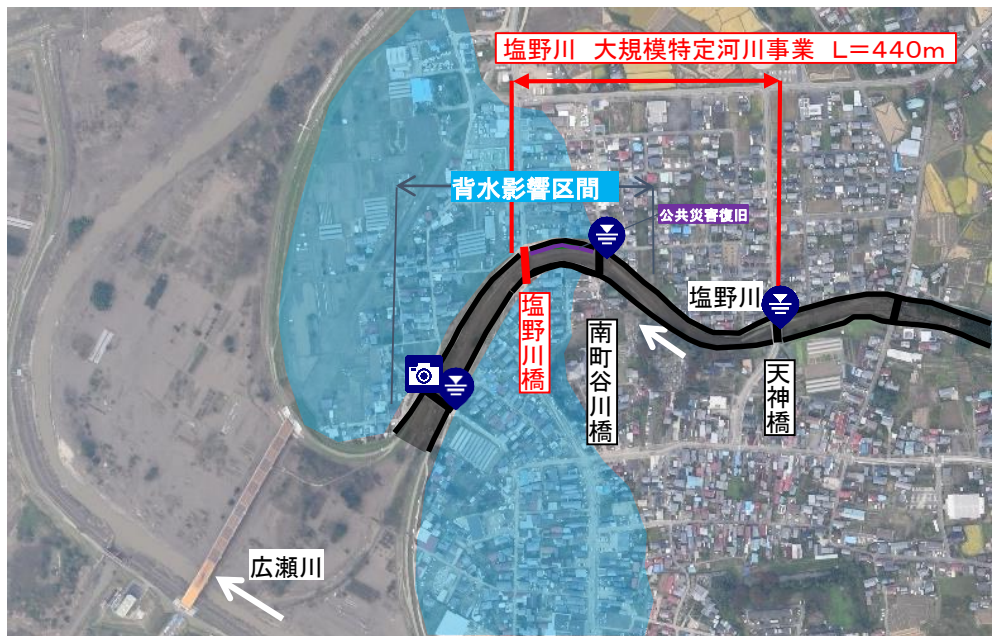 塩野川 大規模特定河川事業 L=440m
背水影響区間
公共災害復旧
塩野川
塩野川橋
南町谷川橋
天神橋
広瀬川